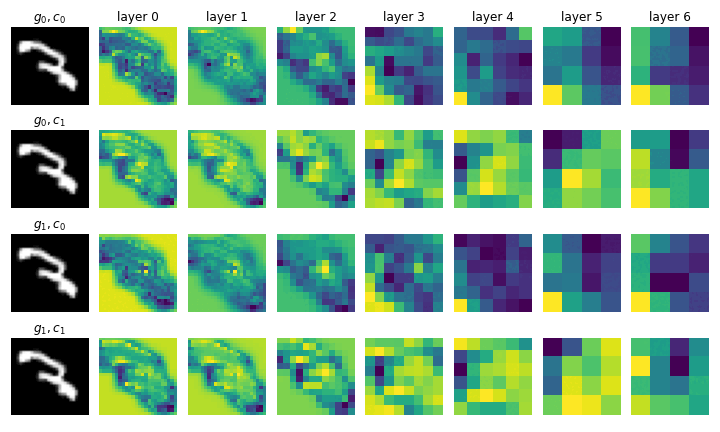 g₀, c₀ layer 0 layer 1 layer 2 layer 3 layer 4 layer 5 layer 6
g₀, c₁
g₁, c₀
g₁, c₁